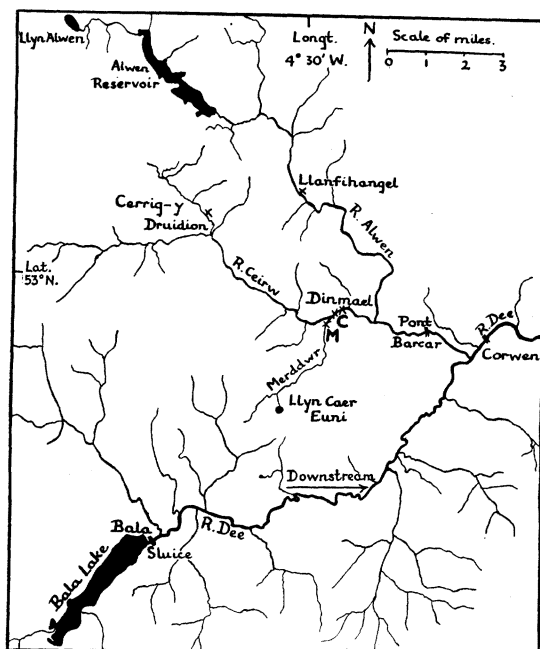 Llyn Alwen
Alwen
Reservoir
Longt.
4° 30' W.
N
Scale of miles.
0 1 2 3
Llanfihangel
Cerrig-y
Druidion
R. Alwen
Lat.
53°N.
R. Ceirw
Dinmael
C
M
Pont
Barcar
R. Dee
Corwen
Merddwr
Llyn Caer
Euni
Downstream
R. Dee
Bala
Sluice
Bala Lake